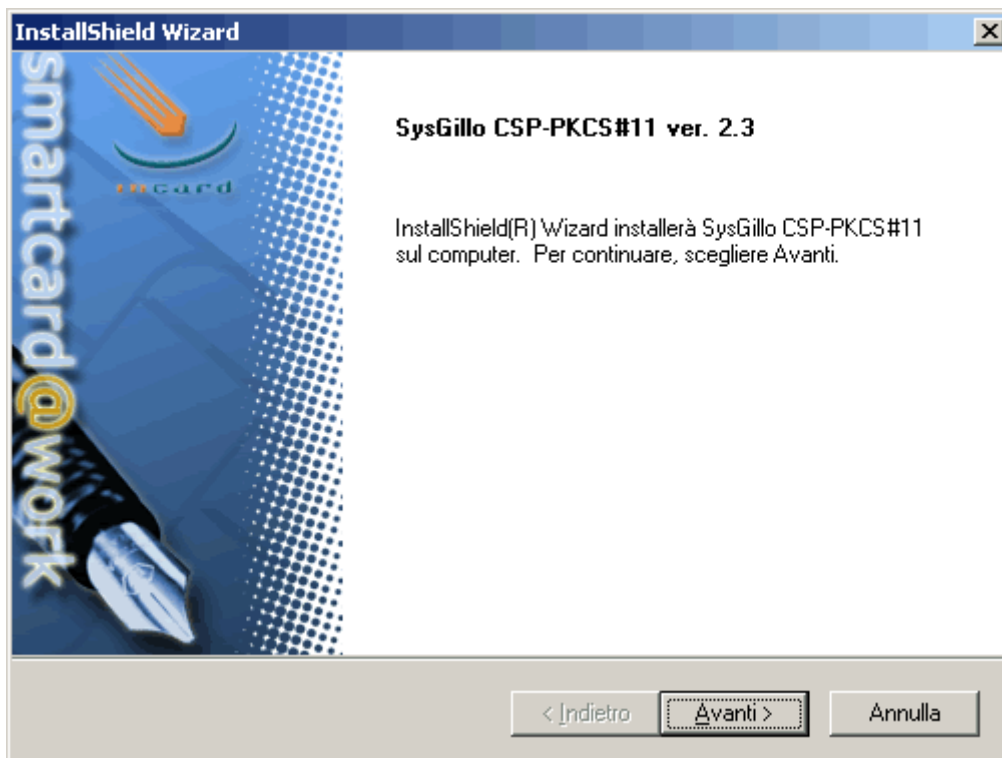 InstallShield Wizard
smartcard@work
incard
SysGillo CSP-PKCS#11 ver. 2.3
InstallShield(R) Wizard installerà SysGillo CSP-PKCS#11
sul computer. Per continuare, scegliere Avanti.
< Indietro
Avanti >
Annulla